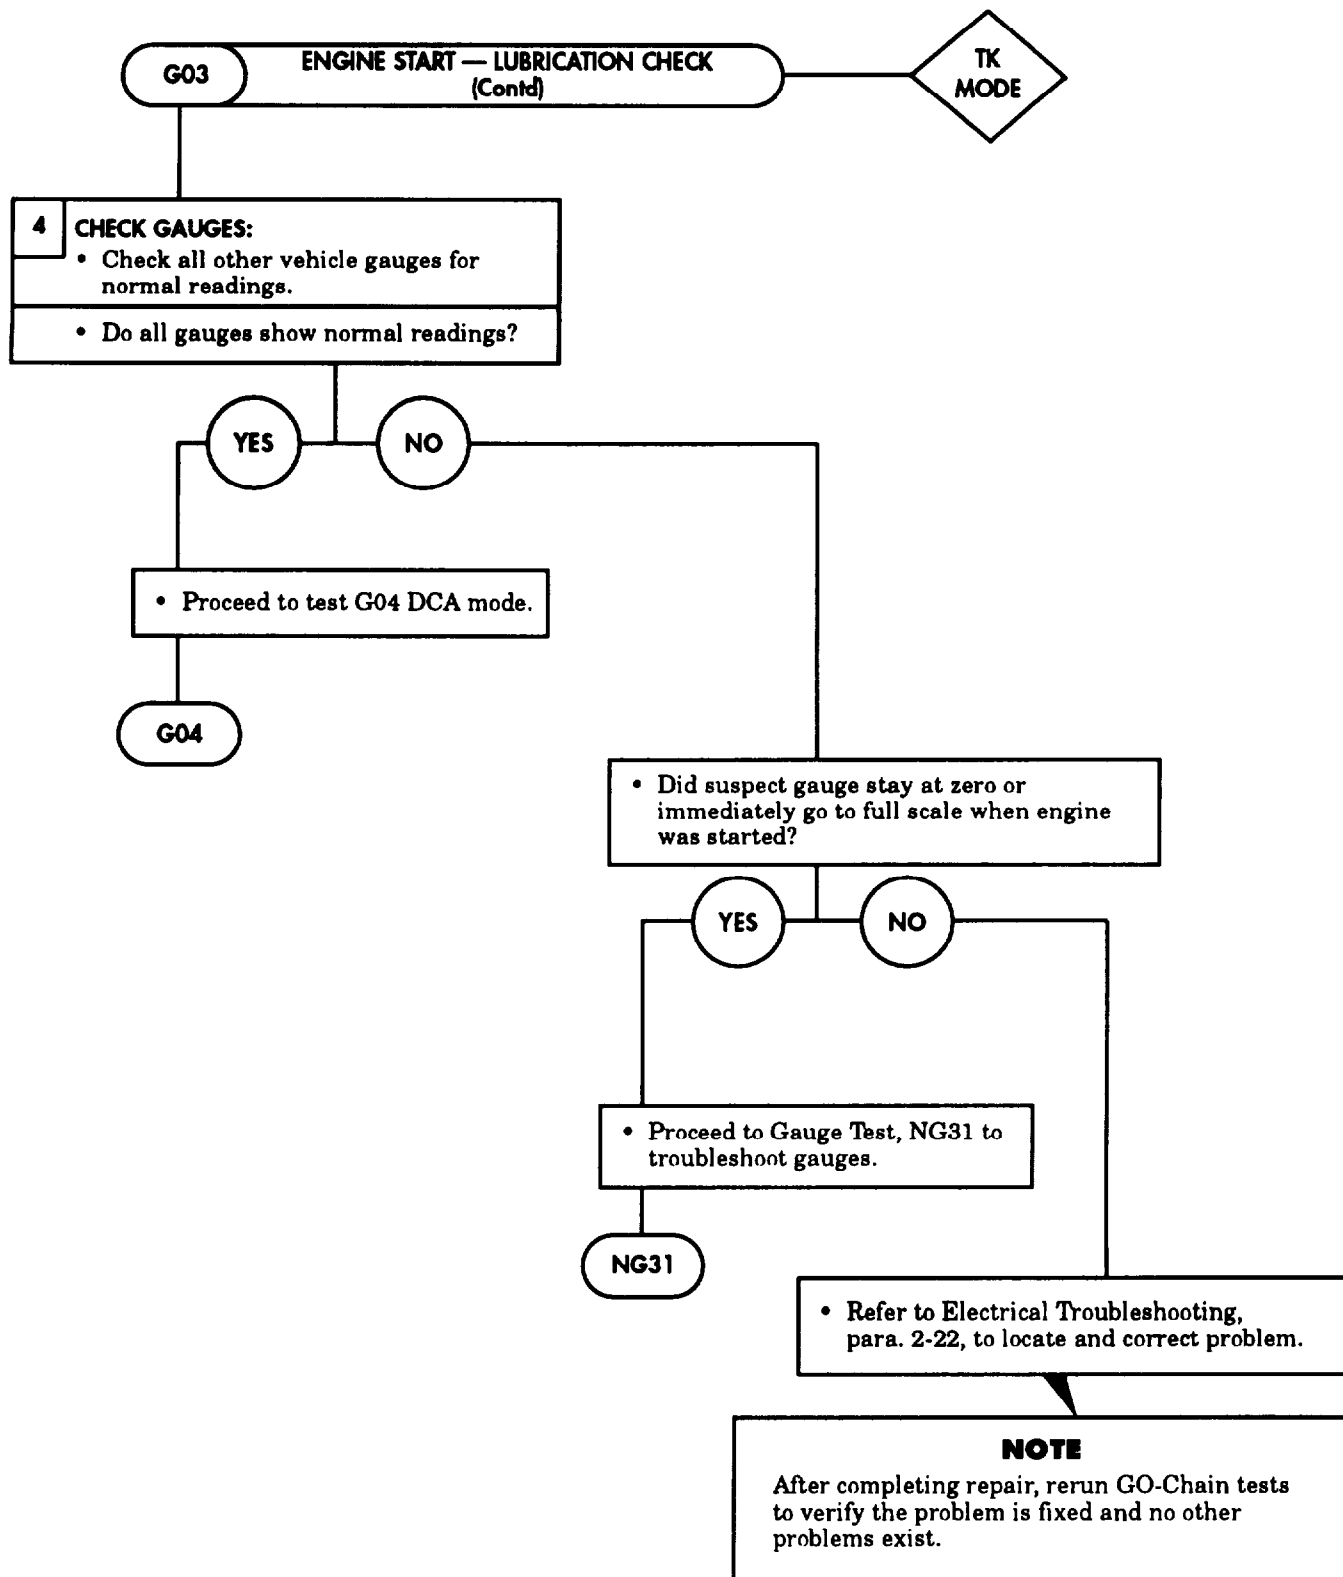 G03
ENGINE START — LUBRICATION CHECK
(Contd)
TK
MODE
4
CHECK GAUGES:
• Check all other vehicle gauges for
normal readings.
• Do all gauges show normal readings?
YES
NO
• Proceed to test G04 DCA mode.
G04
• Did suspect gauge stay at zero or
immediately go to full scale when engine
was started?
YES
NO
• Proceed to Gauge Test, NG31 to
troubleshoot gauges.
NG31
• Refer to Electrical Troubleshooting,
para. 2-22, to locate and correct problem.
NOTE
After completing repair, rerun GO-Chain tests
to verify the problem is fixed and no other
problems exist.